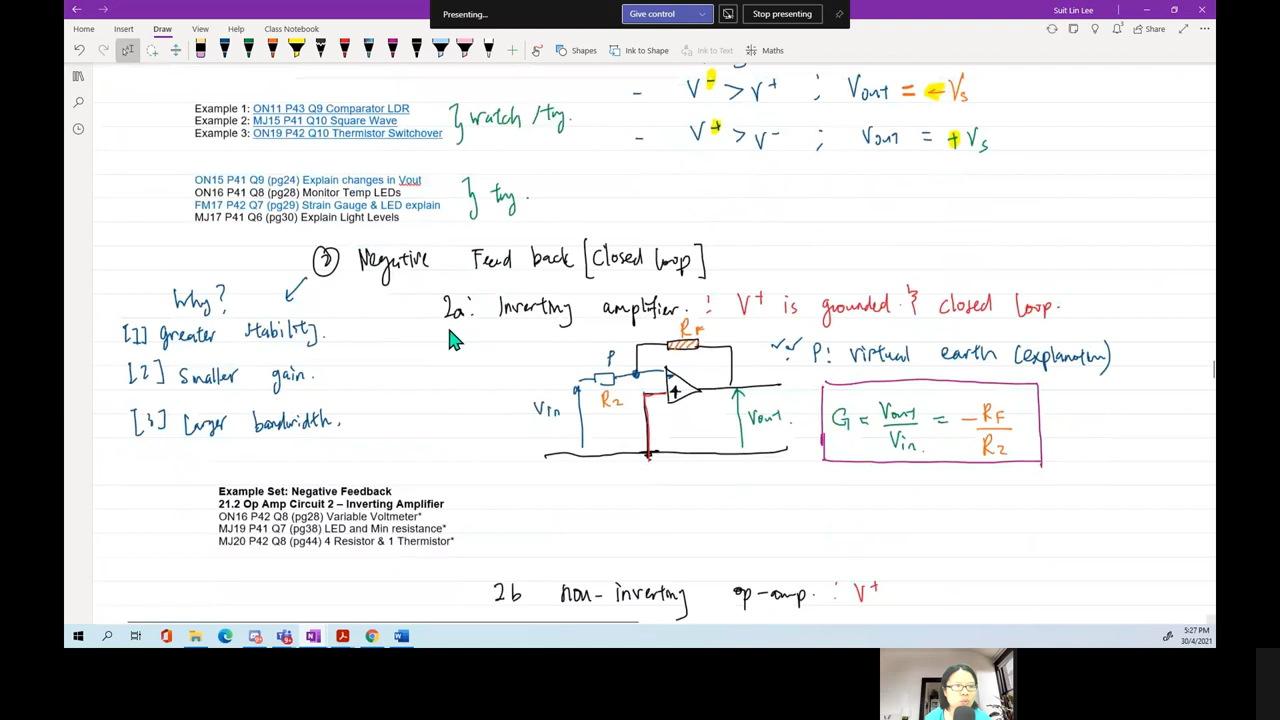 Presenting...
Give control
Stop presenting
Suit Lin Lee
Home Insert Draw View Help Class Notebook
Share
Shapes Ink to Shape Ink to Text Maths
- V⁻ > V⁺ ; Vout = -Vs
- V⁺ > V⁻ ; Vout = +Vs
Example 1: ON11 P43 Q9 Comparator LDR
Example 2: MJ15 P41 Q10 Square Wave
Example 3: ON19 P42 Q10 Thermistor Switchover
} watch /try.
ON15 P41 Q9 (pg24) Explain changes in Vout
ON16 P41 Q8 (pg28) Monitor Temp LEDs
FM17 P42 Q7 (pg29) Strain Gauge & LED explain
MJ17 P41 Q6 (pg30) Explain Light Levels
} try.
Negative Feed back [Closed loop]
Why?
[1] greater stability.
[2] smaller gain.
[3] larger bandwidth.
2a: Inverting amplifier. : V⁺ is grounded & closed loop.
RF
P
R2
Vin
+
Vout
P: virtual earth (explanation)
G = Vout/Vin = -RF/R2
Example Set: Negative Feedback
21.2 Op Amp Circuit 2 – Inverting Amplifier
ON16 P42 Q8 (pg28) Variable Voltmeter*
MJ19 P41 Q7 (pg38) LED and Min resistance*
MJ20 P42 Q8 (pg44) 4 Resistor & 1 Thermistor*
2b non-inverting op-amp. : V⁺
5:27 PM
30/4/2021